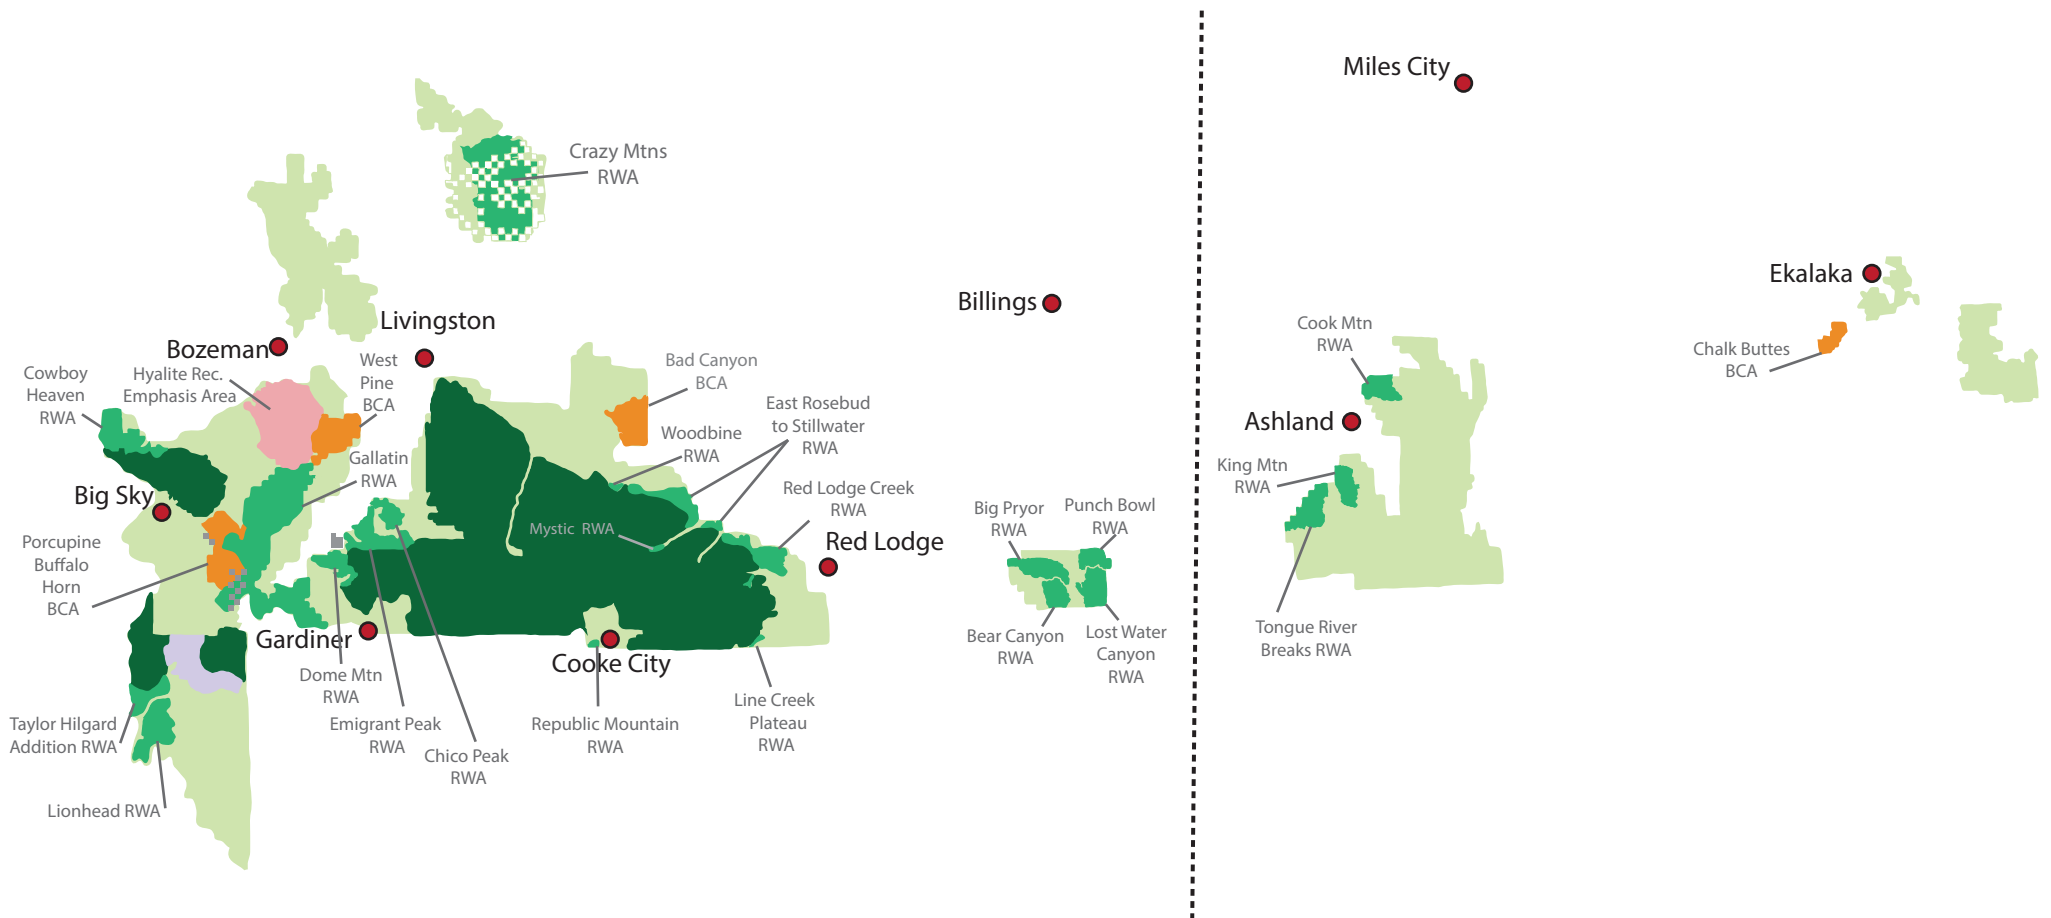 Miles City
Crazy Mtns
RWA
Ekalaka
Billings
Livingston
Bozeman
Cook Mtn
RWA
Chalk Buttes
BCA
West
Pine
BCA
Hyalite Rec.
Emphasis Area
Cowboy
Heaven
RWA
Bad Canyon
BCA
East Rosebud
to Stillwater
RWA
Woodbine
RWA
Ashland
Gallatin
RWA
King Mtn
RWA
Big Sky
Red Lodge Creek
RWA
Big Pryor
RWA
Punch Bowl
RWA
Mystic RWA
Red Lodge
Porcupine
Buffalo
Horn
BCA
Gardiner
Cooke City
Bear Canyon
RWA
Lost Water
Canyon
RWA
Tongue River
Breaks RWA
Dome Mtn
RWA
Emigrant Peak
RWA
Chico Peak
RWA
Republic Mountain
RWA
Line Creek
Plateau
RWA
Taylor Hilgard
Addition RWA
Lionhead RWA